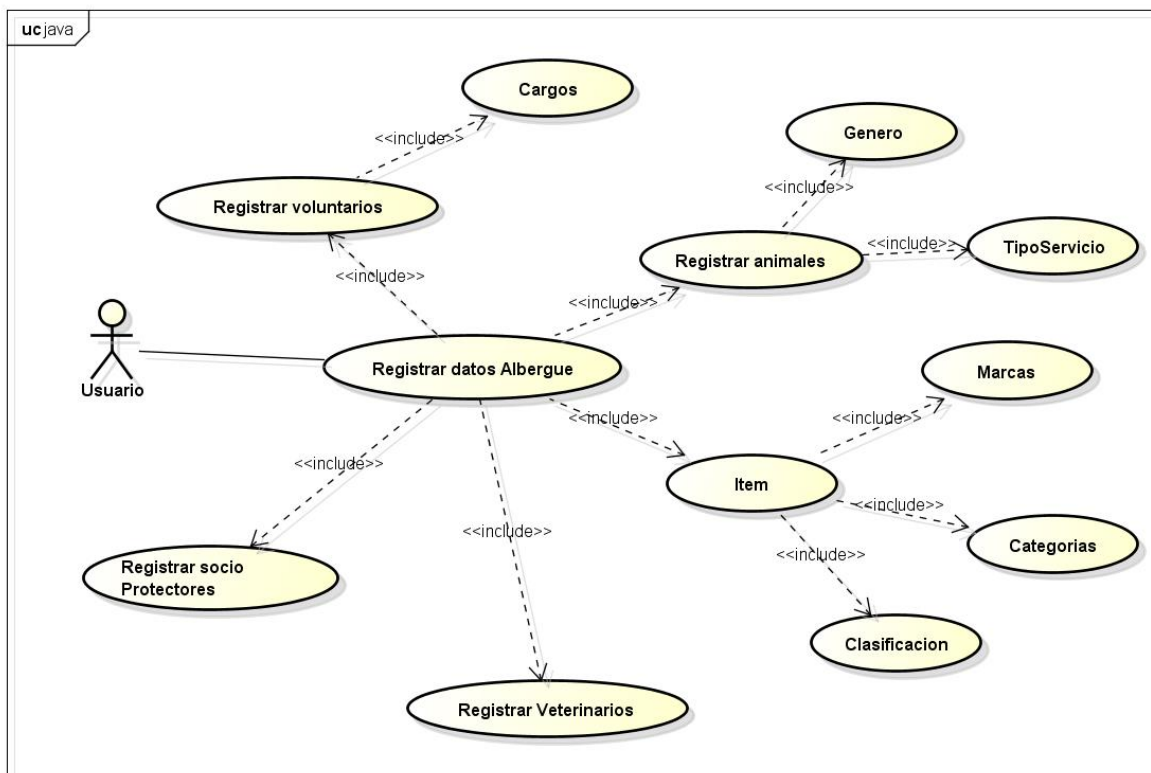 uc java
Cargos
<<include>>
Genero
<<include>>
Registrar voluntarios
<<include>>
TipoServicio
Registrar animales
<<include>>
<<include>>
Usuario
Registrar datos Albergue
Marcas
<<include>>
<<include>>
<<include>>
Item
<<include>>
<<include>>
Categorias
<<include>>
Registrar socio
Protectores
Clasificacion
Registrar Veterinarios